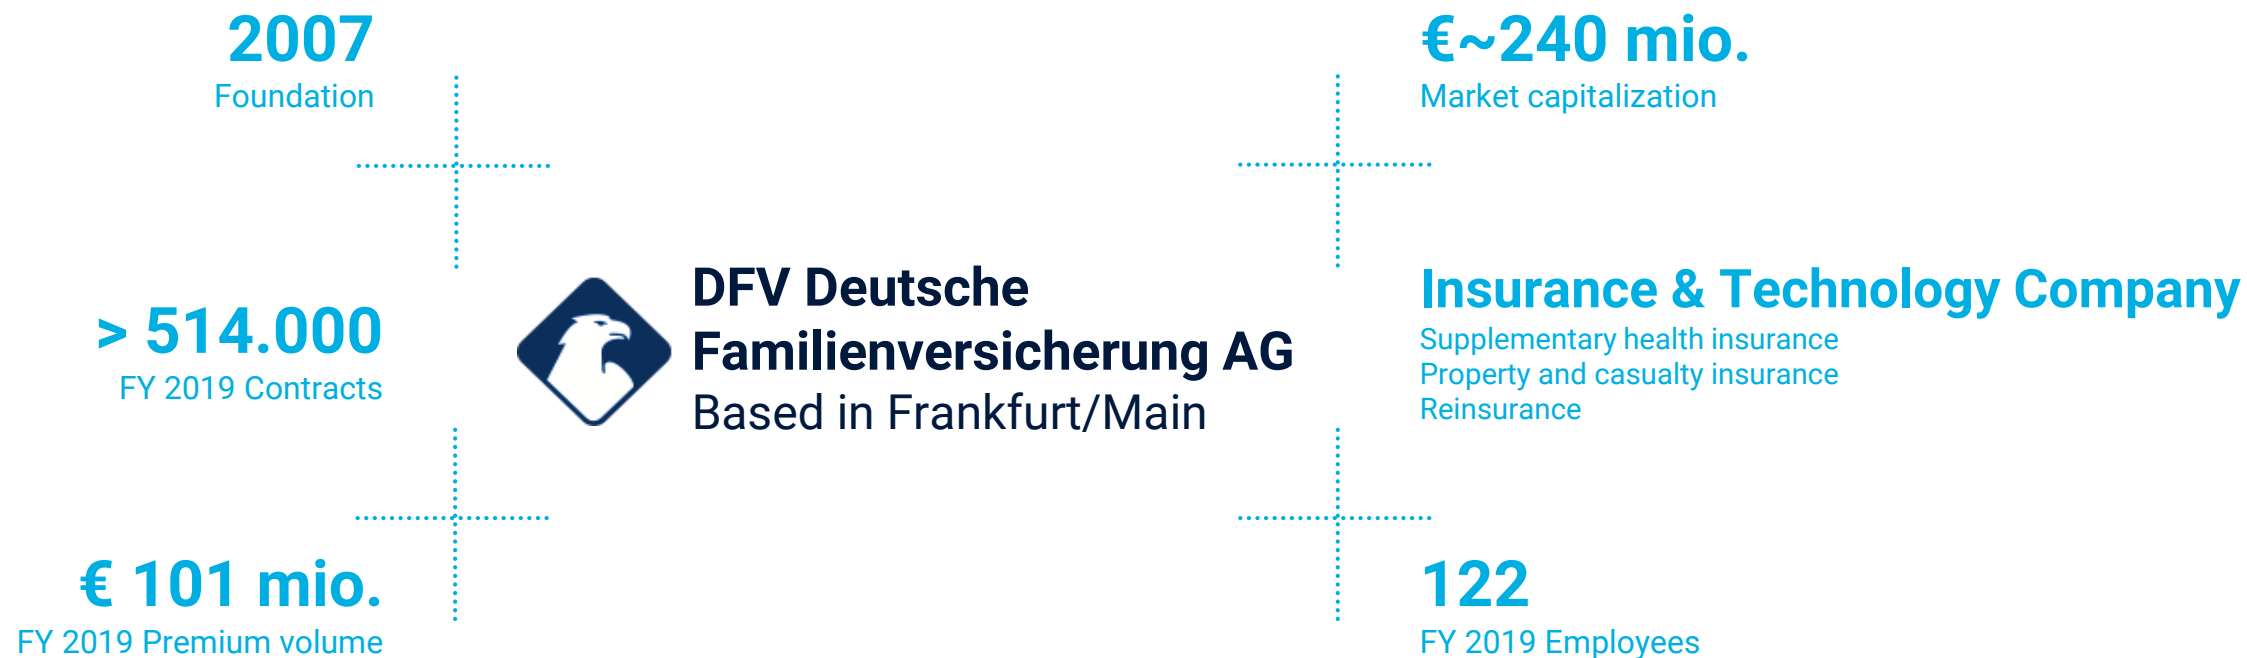 2007
Foundation
> 514.000
FY 2019 Contracts
€ 101 mio.
FY 2019 Premium volume
DFV Deutsche
Familienversicherung AG
Based in Frankfurt/Main
€~240 mio.
Market capitalization
Insurance & Technology Company
Supplementary health insurance
Property and casualty insurance
Reinsurance
122
FY 2019 Employees